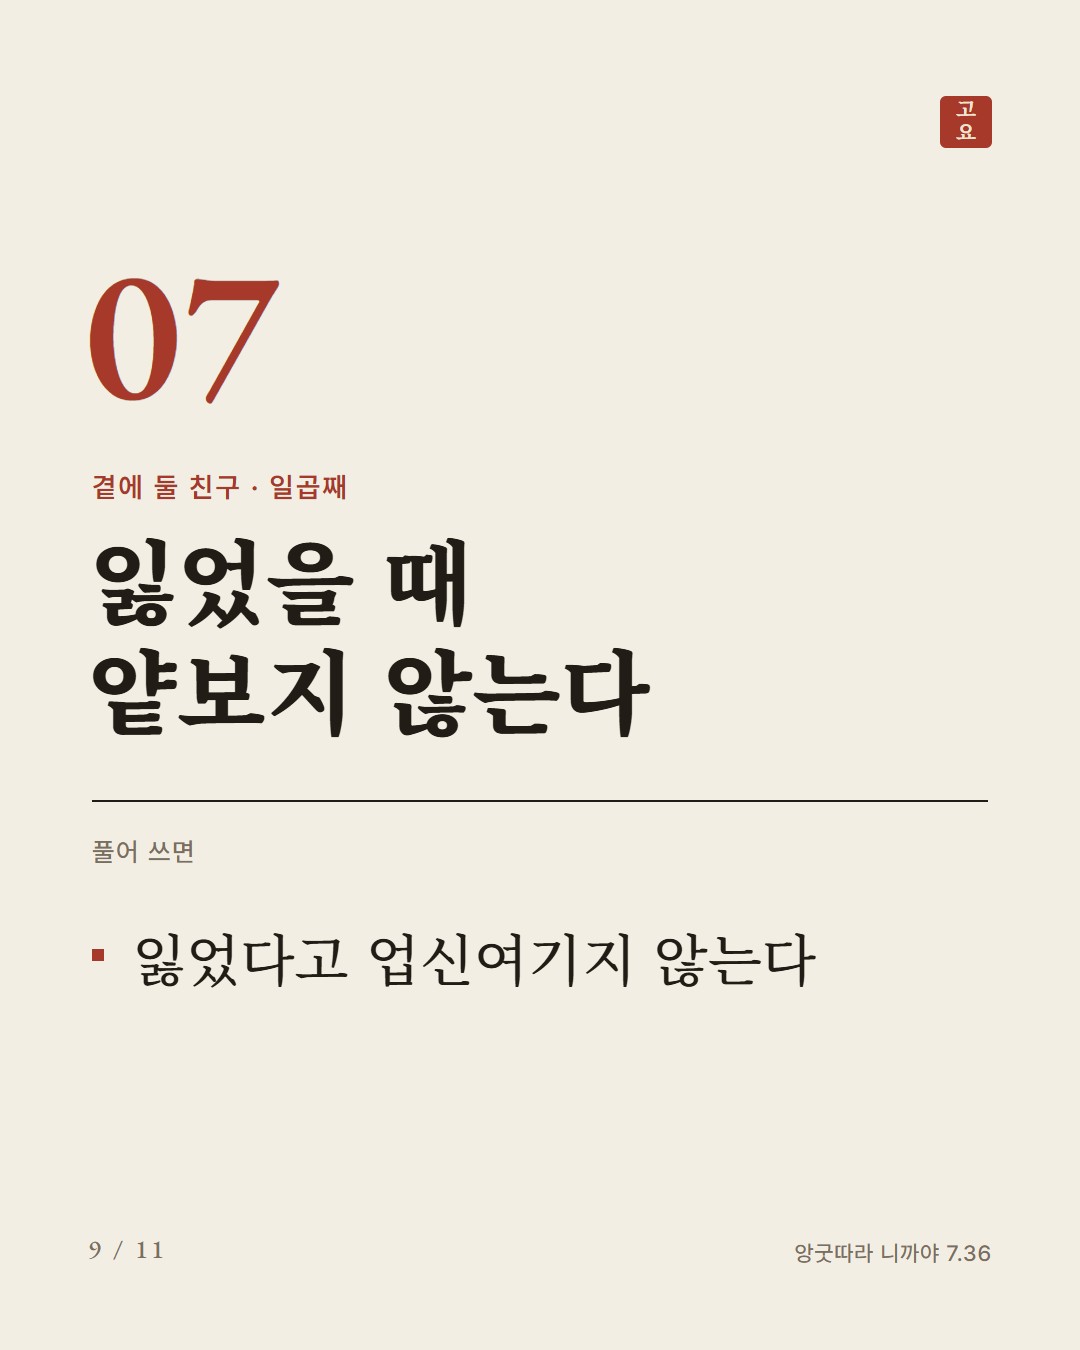 고
요
07
곁에 둘 친구 · 일곱째
잃었을 때
얕보지 않는다
풀어 쓰면
잃었다고 업신여기지 않는다
9 / 11
앙굿따라 니까야 7.36